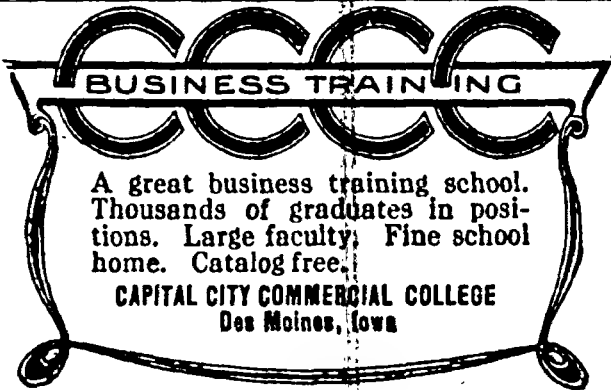 CCCC
BUSINESS TRAINING
A great business training school.
Thousands of graduates in posi-
tions. Large faculty. Fine school
home. Catalog free.
CAPITAL CITY COMMERCIAL COLLEGE
Des Moines, Iowa